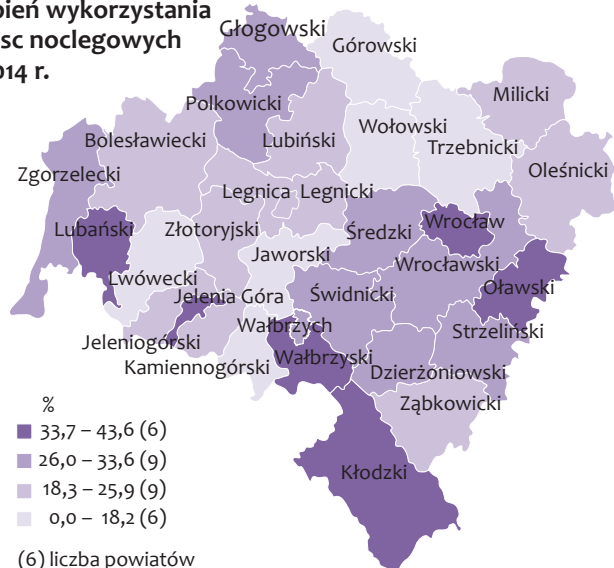 pień wykorzystania
sc noclegowych
014 r.
Głogowski
Górowski
Milicki
Polkowicki
Wołowski
Bolesławiecki
Lubiński
Trzebnicki
Oleśnicki
Zgorzelecki
Legnica
Legnicki
Lubański
Złotoryjski
Średzki
Wrocław
Jaworski
Wrocławski
Lwówecki
Oławski
Jelenia Góra
Świdnicki
Wałbrzych
Strzeliński
Jeleniogórski
Wałbrzyski
Kamiennogórski
Dzierżoniowski
Ząbkowicki
Kłodzki
%
33,7 – 43,6 (6)
26,0 – 33,6 (9)
18,3 – 25,9 (9)
0,0 – 18,2 (6)
(6) liczba powiatów